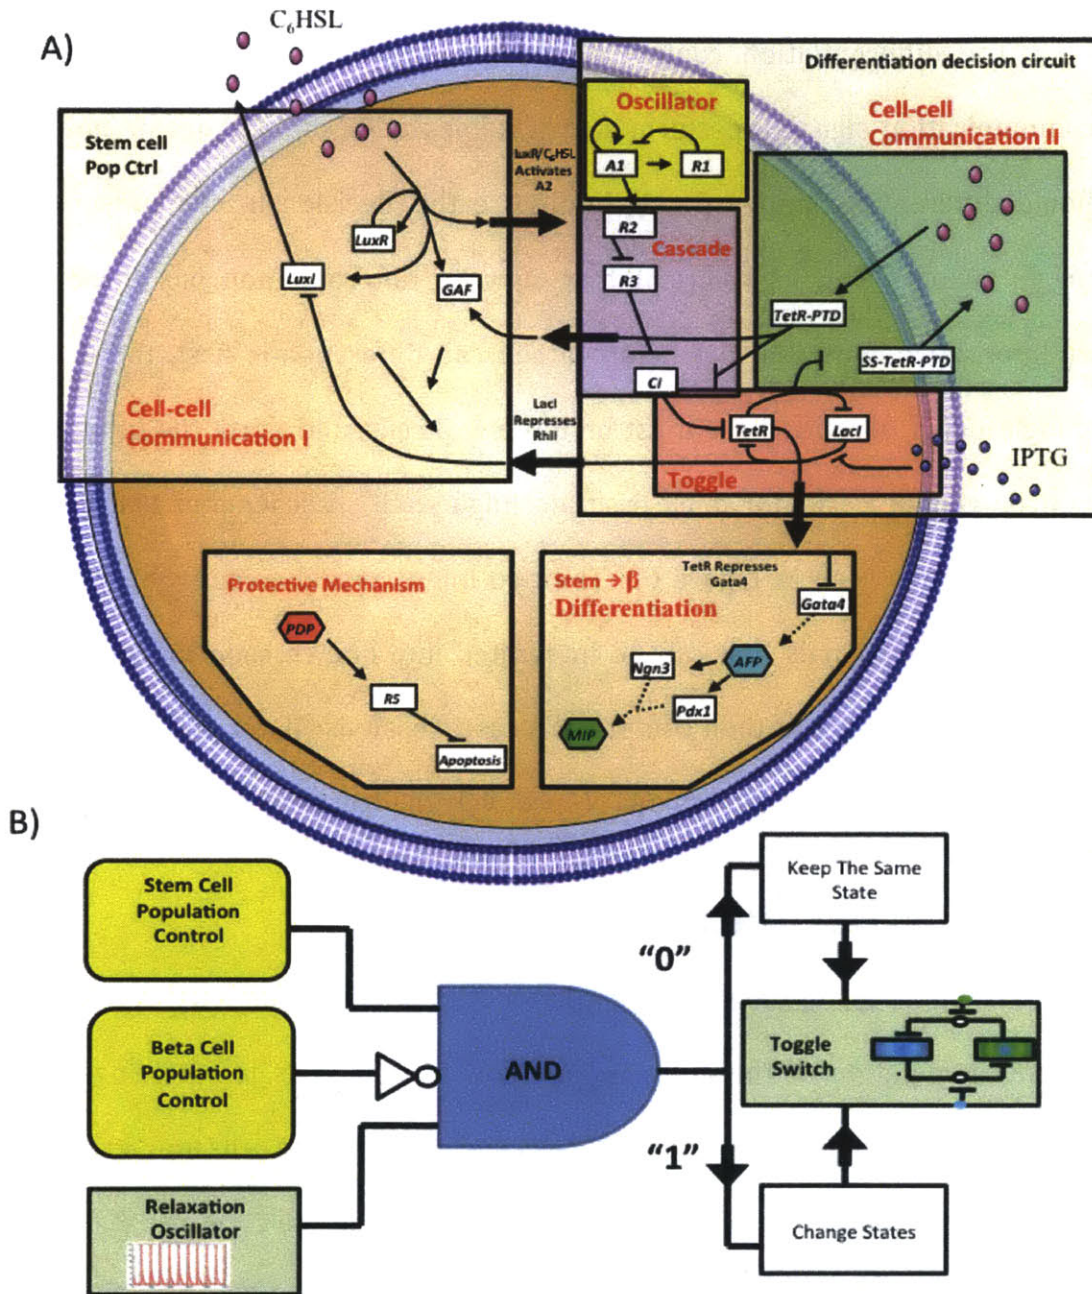 A)
C₆HSL
Differentiation decision circuit
Stem cell
Pop Ctrl
Oscillator
A1
R1
Cell-cell
Communication II
luxR/C₆HSL
Activates
A2
LuxR
LuxI
GAF
R2
Cascade
R3
TetR-PTD
SS-TetR-PTD
CI
Cell-cell
Communication I
LacI
Represses
RhlI
TetR
LacI
Toggle
IPTG
Protective Mechanism
PDP
R5
Apoptosis
TetR Represses
Gata4
Stem → β
Differentiation
Gata4
Ngn3
AFP
Pdx1
MIP
B)
Stem Cell
Population
Control
Beta Cell
Population
Control
Relaxation
Oscillator
AND
"0"
"1"
Keep The Same
State
Toggle
Switch
Change States